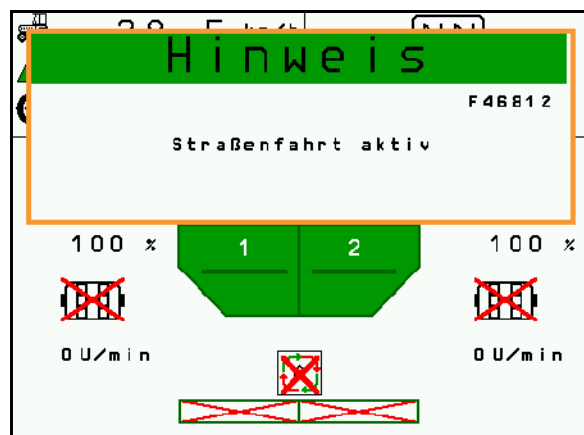 Hinweis
F46812
Straßenfahrt aktiv
100 %
1
2
100 %
0 U/min
0 U/min